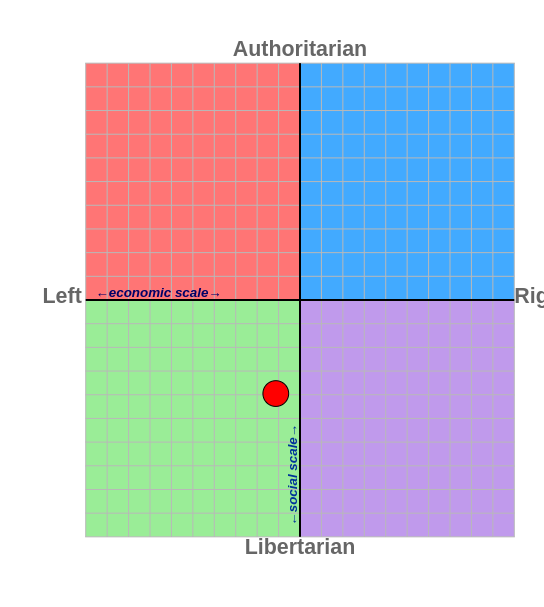 Authoritarian
Left
←economic scale→
Rig
←social scale→
Libertarian